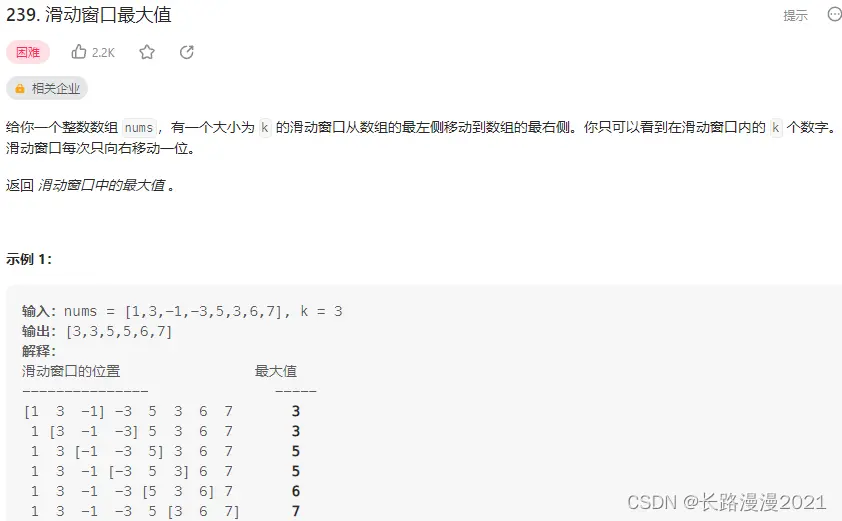 239. 滑动窗口最大值
提示
困难 2.2K
相关企业
给你一个整数数组 nums，有一个大小为 k 的滑动窗口从数组的最左侧移动到数组的最右侧。你只可以看到在滑动窗口内的 k 个数字。
滑动窗口每次只向右移动一位。
返回 滑动窗口中的最大值 。
示例 1：
输入：nums = [1,3,-1,-3,5,3,6,7], k = 3
输出：[3,3,5,5,6,7]
解释：
滑动窗口的位置 最大值
--------------- -----
[1 3 -1] -3 5 3 6 7 3
1 [3 -1 -3] 5 3 6 7 3
1 3 [-1 -3 5] 3 6 7 5
1 3 -1 [-3 5 3] 6 7 5
1 3 -1 -3 [5 3 6] 7 6
1 3 -1 -3 5 [3 6 7] 7
CSDN @长路漫漫2021